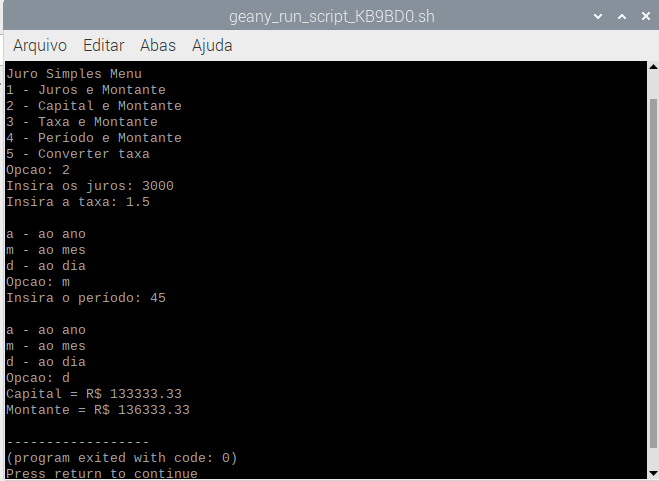 geany_run_script_KB9BD0.sh
Arquivo Editar Abas Ajuda
Juro Simples Menu
1 - Juros e Montante
2 - Capital e Montante
3 - Taxa e Montante
4 - Período e Montante
5 - Converter taxa
Opcao: 2
Insira os juros: 3000
Insira a taxa: 1.5
a - ao ano
m - ao mes
d - ao dia
Opcao: m
Insira o período: 45
a - ao ano
m - ao mes
d - ao dia
Opcao: d
Capital = R$ 133333.33
Montante = R$ 136333.33
------------------
(program exited with code: 0)
Press return to continue